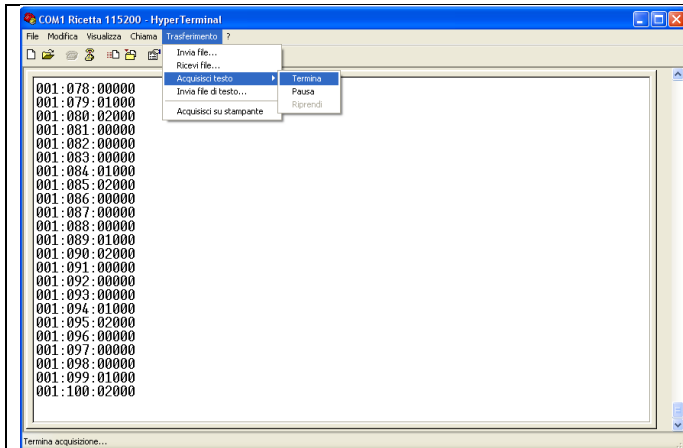 COM1 Ricetta 115200 - HyperTerminal
File Modifica Visualizza Chiama Trasferimento ?
Invia file...
Ricevi file...
Acquisisci testo
Termina
Invia file di testo...
Pausa
Riprendi
Acquisisci su stampante
001:078:00000
001:079:01000
001:080:02000
001:081:00000
001:082:00000
001:083:00000
001:084:01000
001:085:02000
001:086:00000
001:087:00000
001:088:00000
001:089:01000
001:090:02000
001:091:00000
001:092:00000
001:093:00000
001:094:01000
001:095:02000
001:096:00000
001:097:00000
001:098:00000
001:099:01000
001:100:02000
Termina acquisizione...